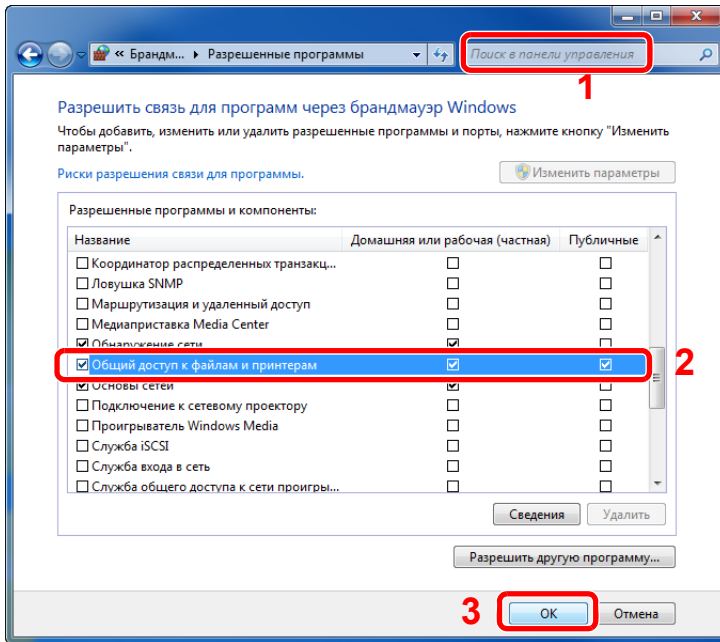 « Брандм... Разрешенные программы Поиск в панели управления
1
Разрешить связь для программ через брандмауэр Windows
Чтобы добавить, изменить или удалить разрешенные программы и порты, нажмите кнопку "Изменить
параметры".
Риски разрешения связи для программы. Изменить параметры
Разрешенные программы и компоненты:
Название Домашняя или рабочая (частная) Публичные
Координатор распределенных транзакц...
Ловушка SNMP
Маршрутизация и удаленный доступ
Медиаприставка Media Center
Обнаружение сети
Общий доступ к файлам и принтерам 2
Основы сетей
Подключение к сетевому проектору
Проигрыватель Windows Media
Служба iSCSI
Служба входа в сеть
Служба общего доступа к сети проигры...
Сведения Удалить
Разрешить другую программу...
3 OK Отмена